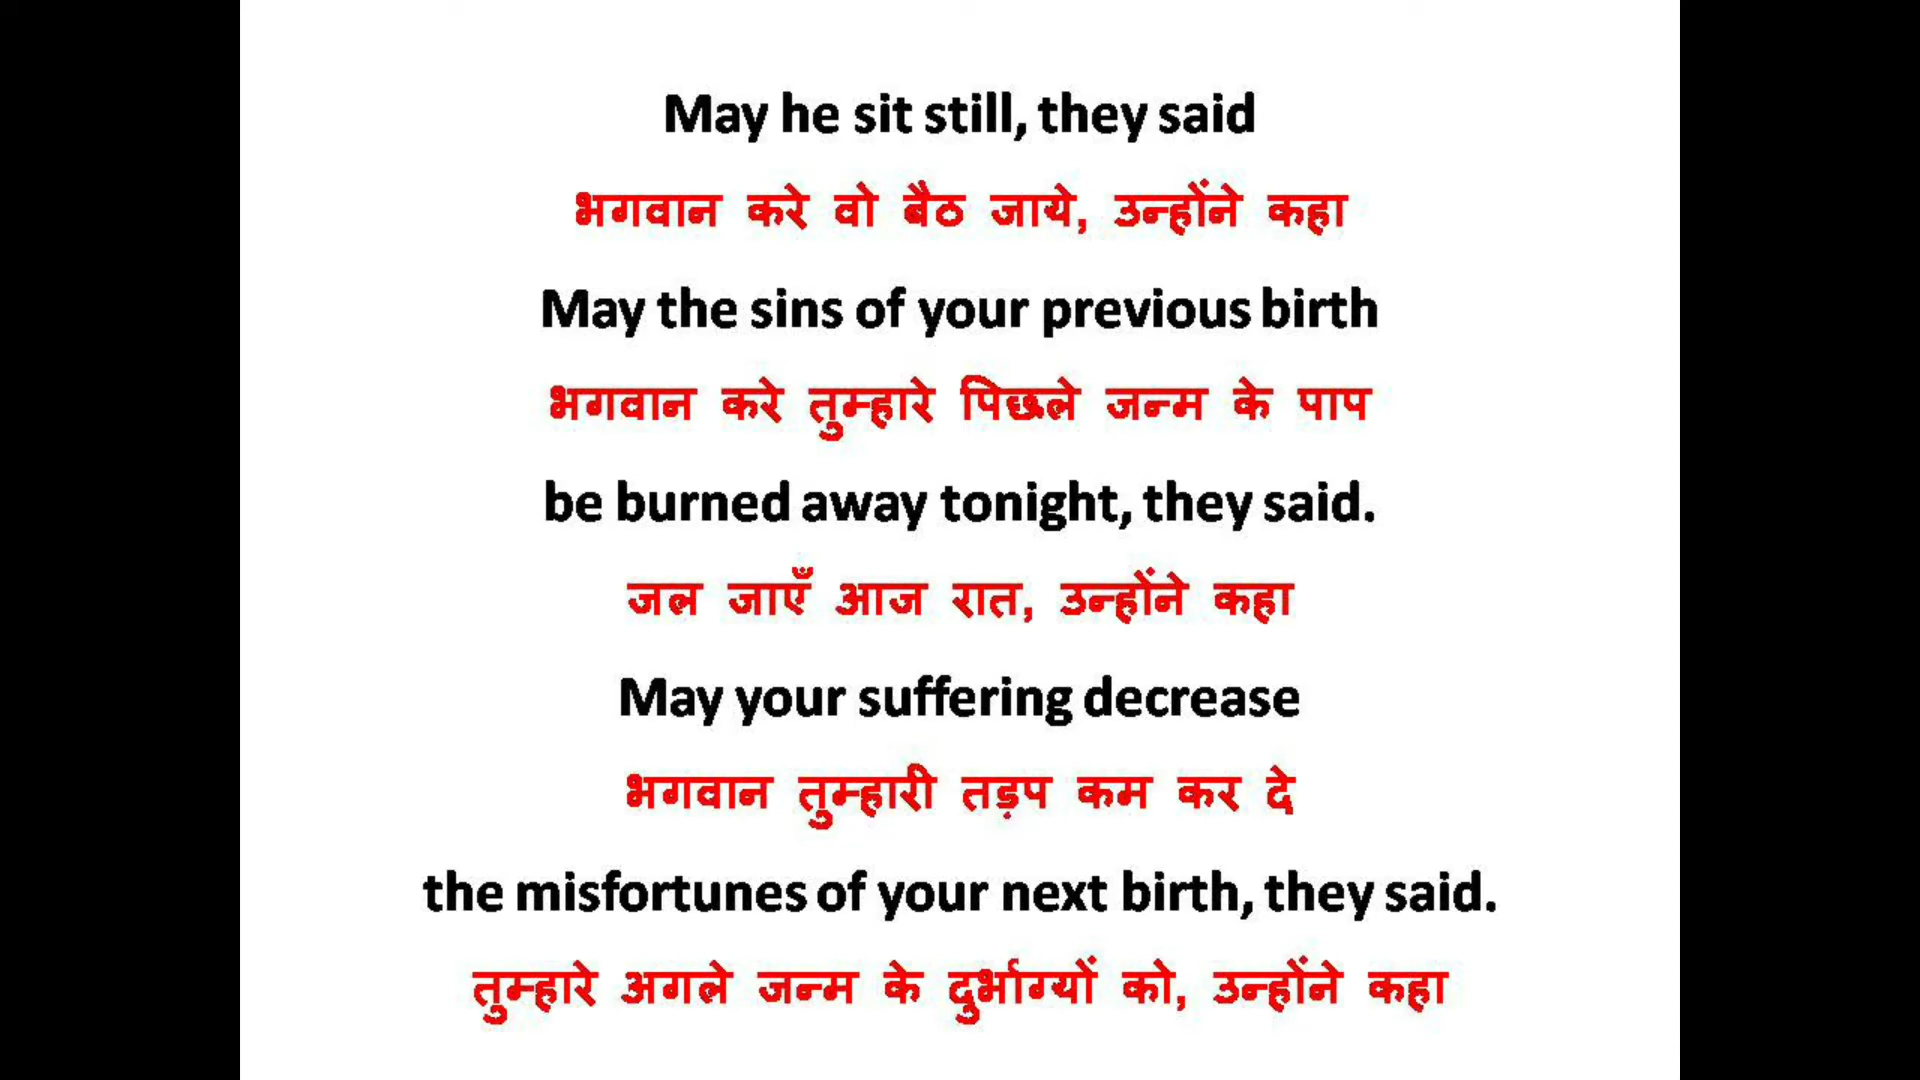 May he sit still, they said
भगवान करे वो बैठ जाये, उन्होंने कहा
May the sins of your previous birth
भगवान करे तुम्हारे पिछले जन्म के पाप
be burned away tonight, they said.
जल जाएँ आज रात, उन्होंने कहा
May your suffering decrease
भगवान तुम्हारी तड़प कम कर दे
the misfortunes of your next birth, they said.
तुम्हारे अगले जन्म के दुर्भाग्यों को, उन्होंने कहा